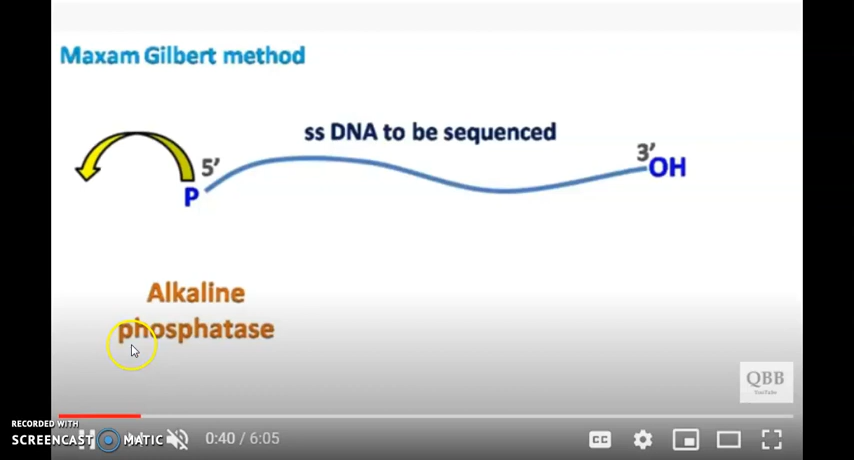 Maxam Gilbert method
ss DNA to be sequenced
5’
3’
P
OH
Alkaline
phosphatase
QBB
YouTube
RECORDED WITH
SCREENCAST MATIC
0:40 / 6:05
CC